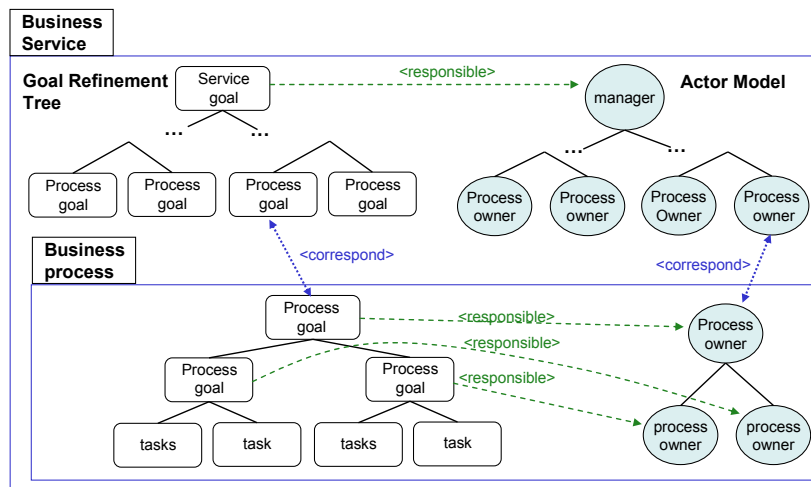 Business
Service
Goal Refinement
Tree
Service
goal
<responsible>
manager
Actor Model
...
...
...
...
Process
goal
Process
goal
Process
goal
Process
goal
Process
owner
Process
owner
Process
Owner
Process
owner
Business
process
<correspond>
<correspond>
Process
goal
<responsible>
Process
owner
<responsible>
Process
goal
Process
goal
<responsible>
tasks
task
tasks
task
process
owner
process
owner